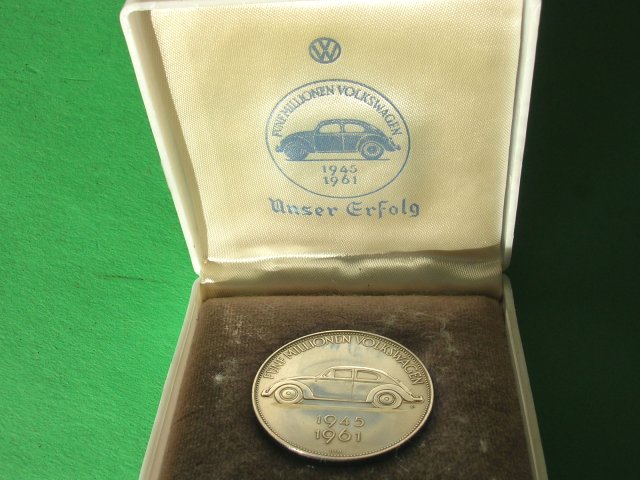 VW
FÜNF MILLIONEN VOLKSWAGEN
1945
1961
Unser Erfolg
FÜNF MILLIONEN VOLKSWAGEN
1945
1961